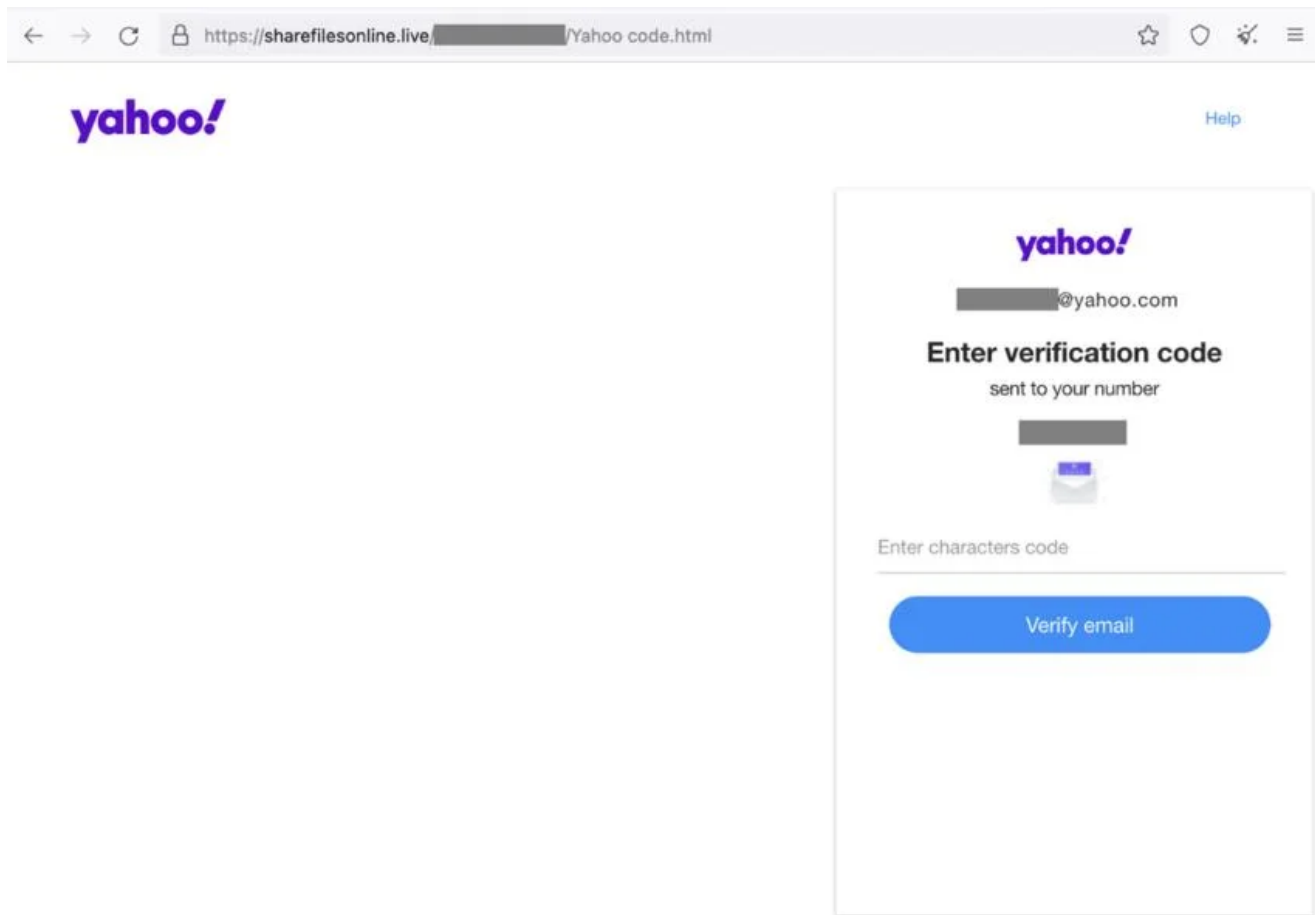 https://sharefilesonline.live/ /Yahoo code.html
yahoo!
Help
yahoo!
@yahoo.com
Enter verification code
sent to your number
Enter characters code
Verify email